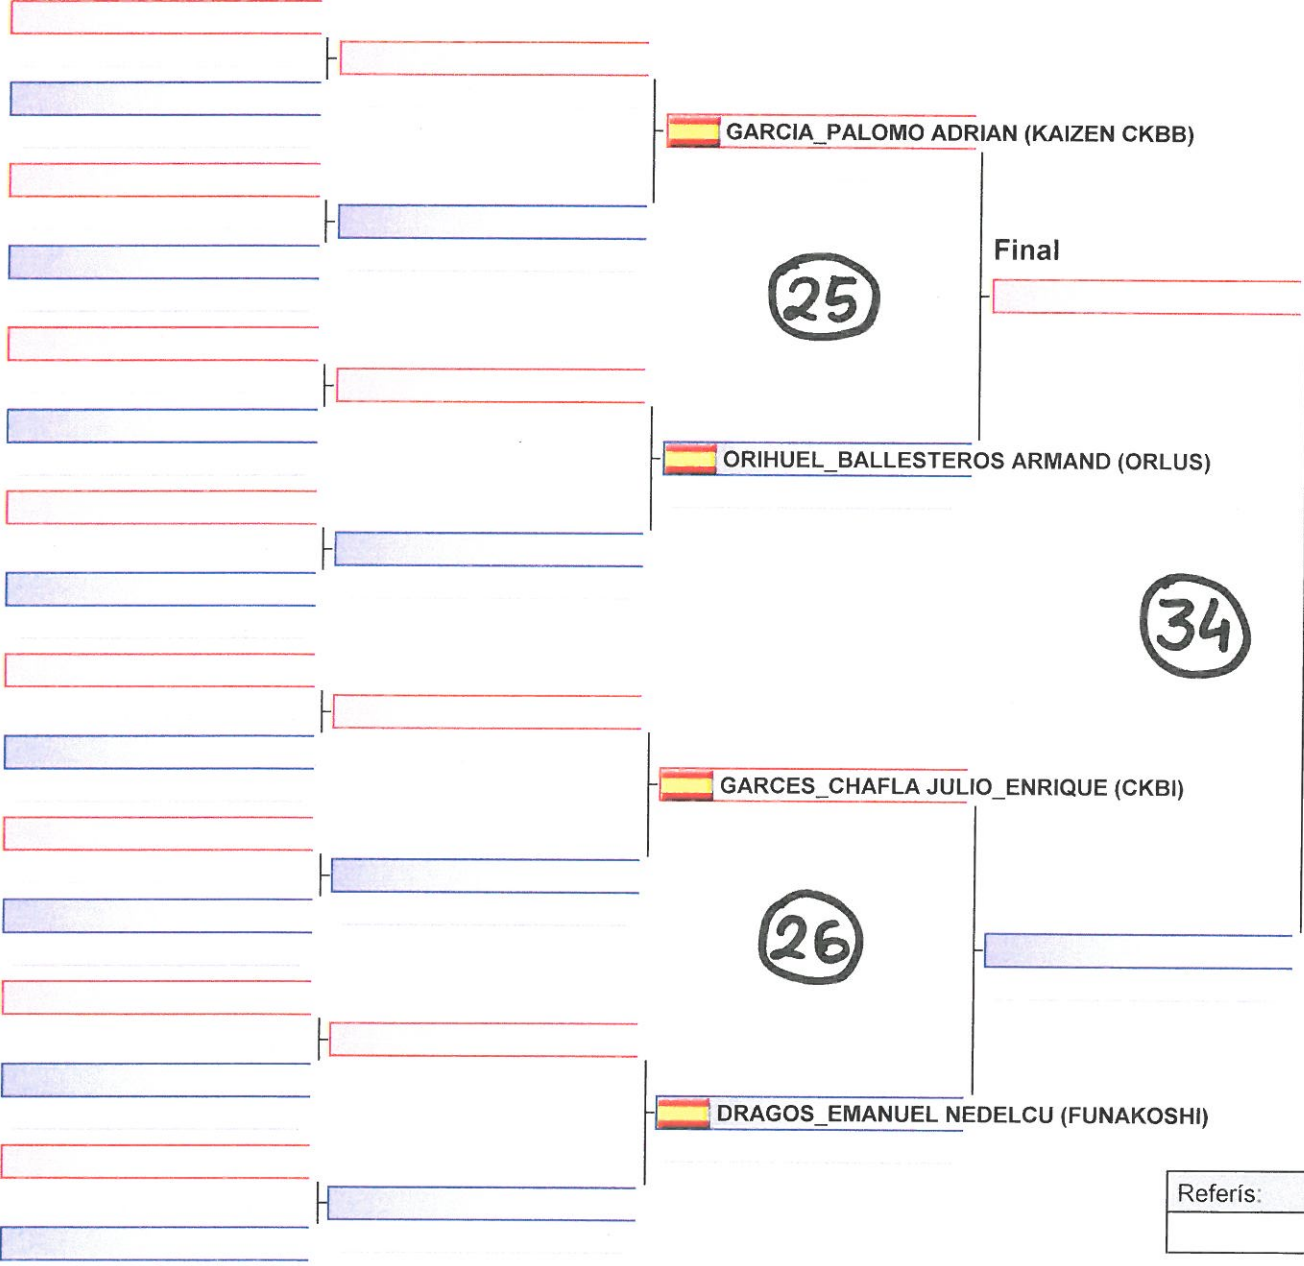 GARCIA_PALOMO ADRIAN (KAIZEN CKBB)
Final
25
ORIHUEL_BALLESTEROS ARMAND (ORLUS)
34
GARCES_CHAFLA JULIO_ENRIQUE (CKBI)
26
DRAGOS_EMANUEL NEDELCU (FUNAKOSHI)
Referís: